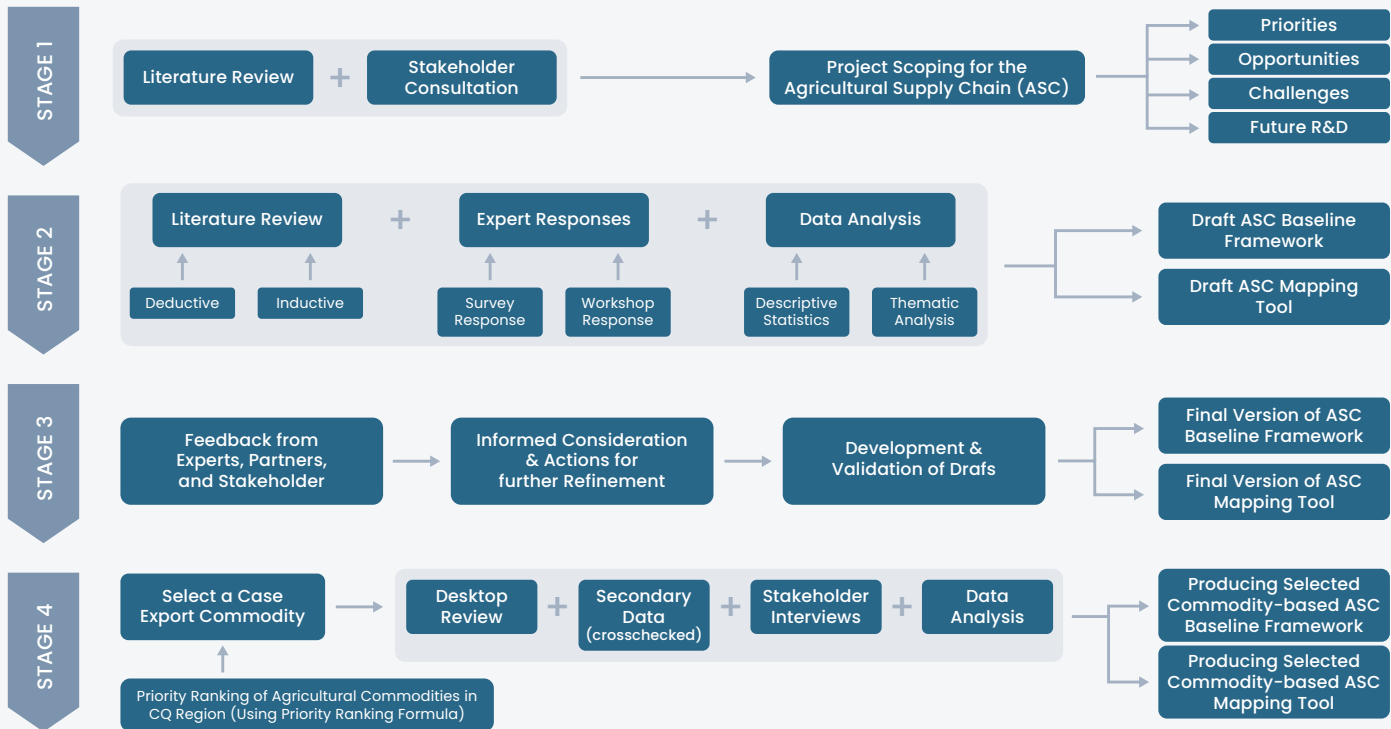 STAGE 1
Literature Review
+
Stakeholder
Consultation
Project Scoping for the
Agricultural Supply Chain (ASC)
Priorities
Opportunities
Challenges
Future R&D
STAGE 2
Literature Review
+
Expert Responses
+
Data Analysis
Deductive
Inductive
Survey
Response
Workshop
Response
Descriptive
Statistics
Thematic
Analysis
Draft ASC Baseline
Framework
Draft ASC Mapping
Tool
STAGE 3
Feedback from
Experts, Partners,
and Stakeholder
Informed Consideration
& Actions for
further Refinement
Development &
Validation of Drafs
Final Version of ASC
Baseline Framework
Final Version of ASC
Mapping Tool
STAGE 4
Select a Case
Export Commodity
Desktop
Review
+
Secondary
Data
(crosschecked)
+
Stakeholder
Interviews
+
Data
Analysis
Producing Selected
Commodity-based ASC
Baseline Framework
Producing Selected
Commodity-based ASC
Mapping Tool
Priority Ranking of Agricultural Commodities in
CQ Region (Using Priority Ranking Formula)